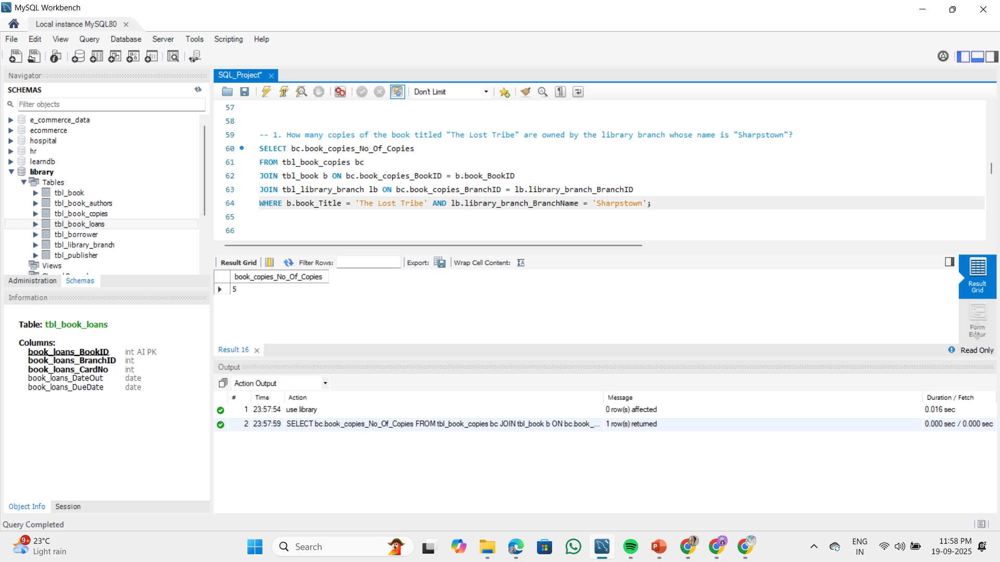 MySQL Workbench
Local instance MySQL80
File Edit View Query Database Server Tools Scripting Help
Navigator
SCHEMAS
Filter objects
e_commerce_data
ecommerce
hospital
hr
learndb
library
Tables
tbl_book
tbl_book_authors
tbl_book_copies
tbl_book_loans
tbl_borrower
tbl_library_branch
tbl_publisher
Views
Administration Schemas
Information
Table: tbl_book_loans
Columns:
book_loans_BookID int AI PK
book_loans_BranchID int
book_loans_CardNo int
book_loans_DateOut date
book_loans_DueDate date
Object Info Session
Query Completed
SQL_Project*
Don't Limit
57
58
59 -- 1. How many copies of the book titled "The Lost Tribe" are owned by the library branch whose name is "Sharpstown"?
60 SELECT bc.book_copies_No_Of_Copies
61 FROM tbl_book_copies bc
62 JOIN tbl_book b ON bc.book_copies_BookID = b.book_BookID
63 JOIN tbl_library_branch lb ON bc.book_copies_BranchID = lb.library_branch_BranchID
64 WHERE b.book_Title = 'The Lost Tribe' AND lb.library_branch_BranchName = 'Sharpstown';
65
66
Result Grid Filter Rows: Export: Wrap Cell Content:
book_copies_No_Of_Copies
5
Result
Grid
Form
Editor
Result 16
Read Only
Output
Action Output
# Time Action Message Duration / Fetch
1 23:57:54 use library 0 row(s) affected 0.016 sec
2 23:57:59 SELECT bc.book_copies_No_Of_Copies FROM tbl_book_copies bc JOIN tbl_book b ON bc.book_... 1 row(s) returned 0.000 sec / 0.000 sec
9+ 23°C
Light rain
Search
ENG
IN
11:58 PM
19-09-2025